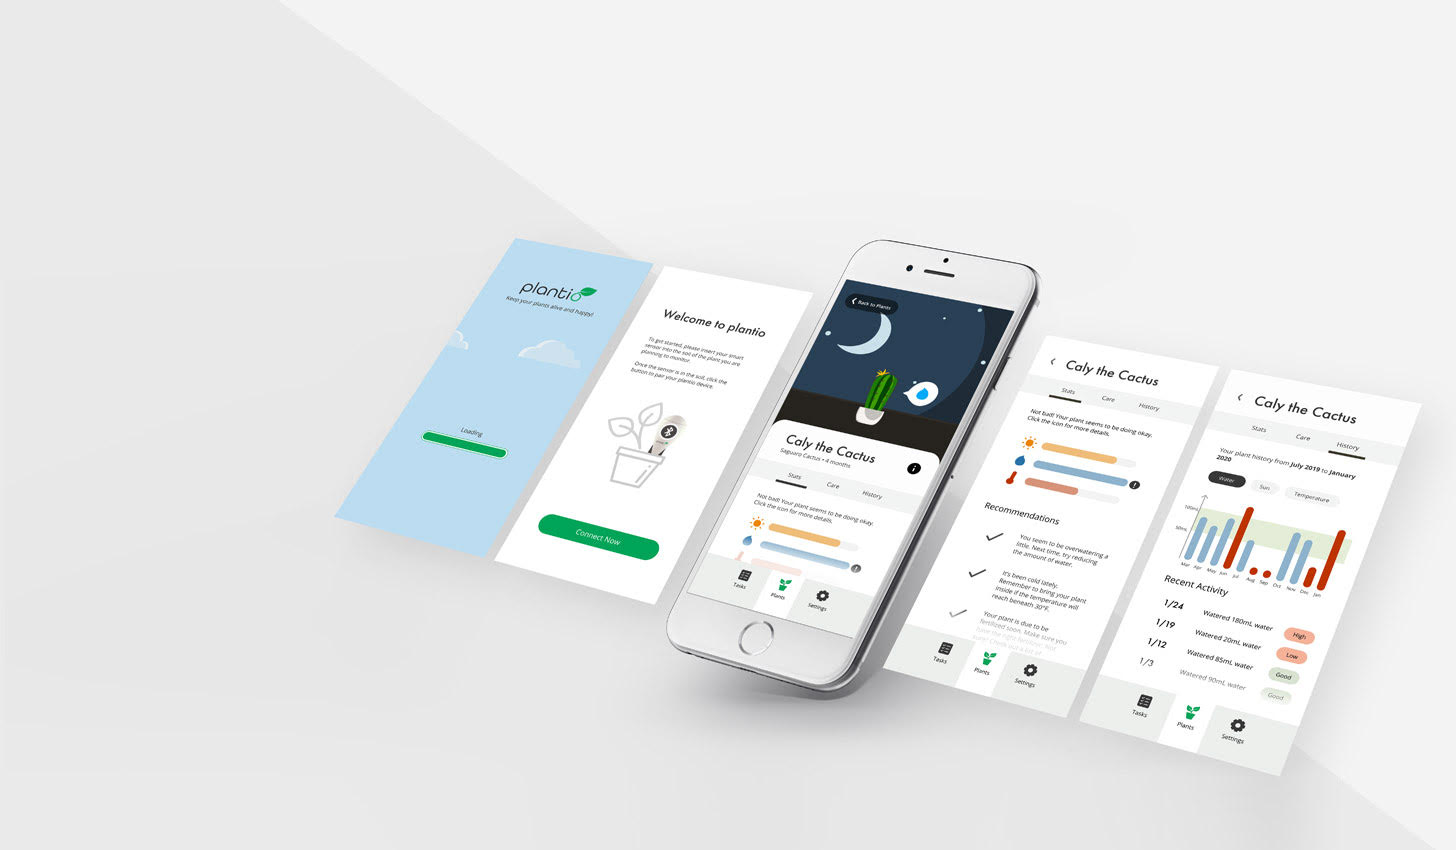 plantio
Keep your plants alive and happy!
Loading
Welcome to plantio
To get started, please insert your smart
sensor into the soil of the plant you are
planning to monitor.
Once the sensor is in the soil, click the
button to pair your plantio device.
Connect Now
Back to Plants
Caly the Cactus
Saguaro Cactus • 4 months
Stats
Care
History
Not bad! Your plant seems to be doing okay.
Click the icon for more details.
Tasks
Plants
Settings
Caly the Cactus
Stats
Care
History
Not bad! Your plant seems to be doing okay.
Click the icon for more details.
Recommendations
You seem to be overwatering a
little. Next time, try reducing
the amount of water.
It's been cold lately.
Remember to bring your plant
inside if the temperature will
reach beneath 30°F.
Your plant is due to be
fertilized soon. Make sure you
have the right fertilizer. Not
sure? Check out a list of
Tasks
Plants
Settings
Caly the Cactus
Stats
Care
History
Your plant history from July 2019 to January
2020
Water
Sun
Temperature
100mL
50mL
Mar
Apr
May
Jun
Jul
Aug
Sep
Oct
Nov
Dec
Jan
Recent Activity
1/24 Watered 180mL water High
1/19 Watered 20mL water Low
1/12 Watered 85mL water Good
1/3 Watered 90mL water Good
Tasks
Plants
Settings